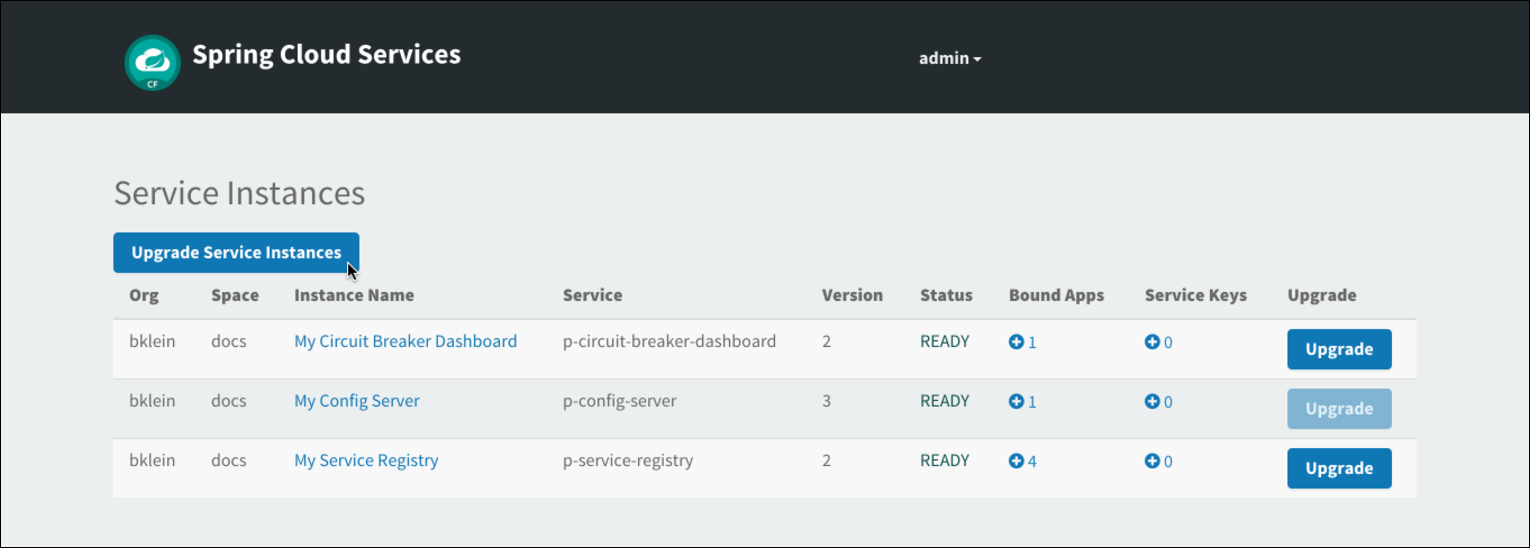 CF
Spring Cloud Services
admin
Service Instances
Upgrade Service Instances
Org Space Instance Name Service Version Status Bound Apps Service Keys Upgrade
bklein docs My Circuit Breaker Dashboard p-circuit-breaker-dashboard 2 READY 1 0 Upgrade
bklein docs My Config Server p-config-server 3 READY 1 0 Upgrade
bklein docs My Service Registry p-service-registry 2 READY 4 0 Upgrade